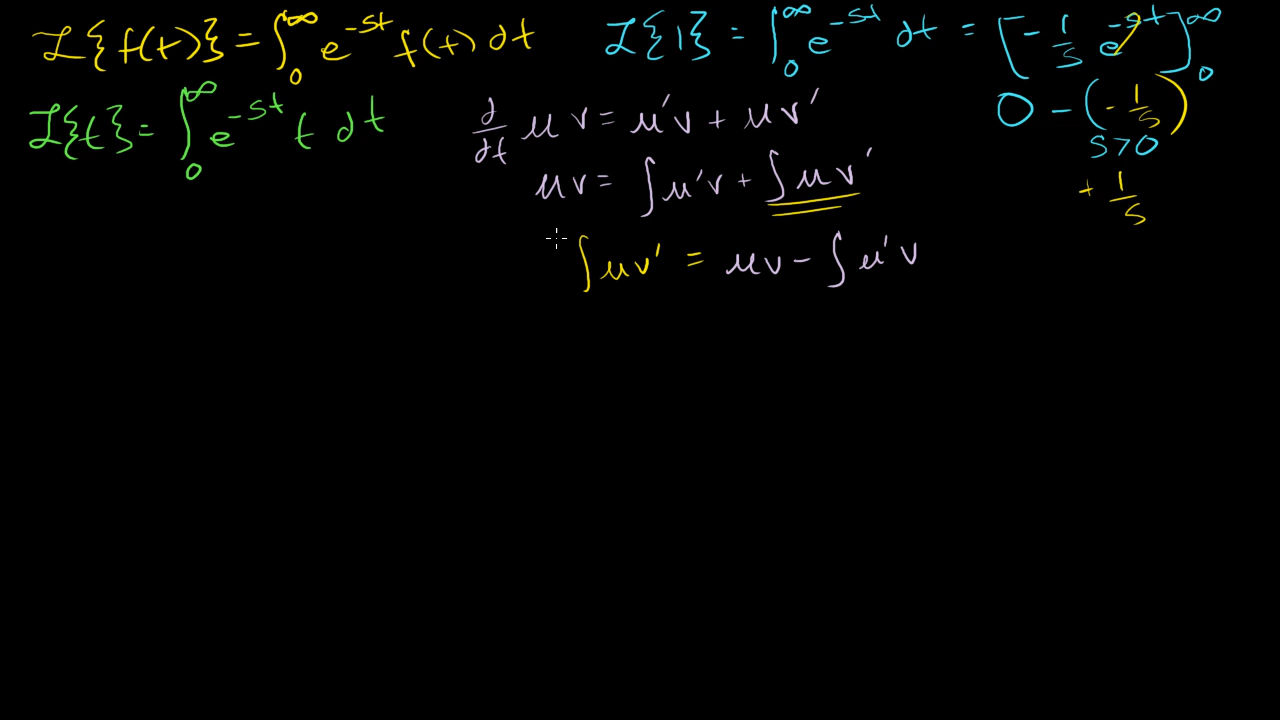 ℒ{f(t)} = ∫₀^∞ e^{-st} f(t) dt
ℒ{1} = ∫₀^∞ e^{-st} dt = [-1/s e^{-st}]₀^∞
0 - (-1/s)
s > 0
+ 1/s
ℒ{t} = ∫₀^∞ e^{-st} t dt
d/dt uv = u'v + uv'
uv = ∫u'v + ∫uv'
∫uv' = uv - ∫u'v